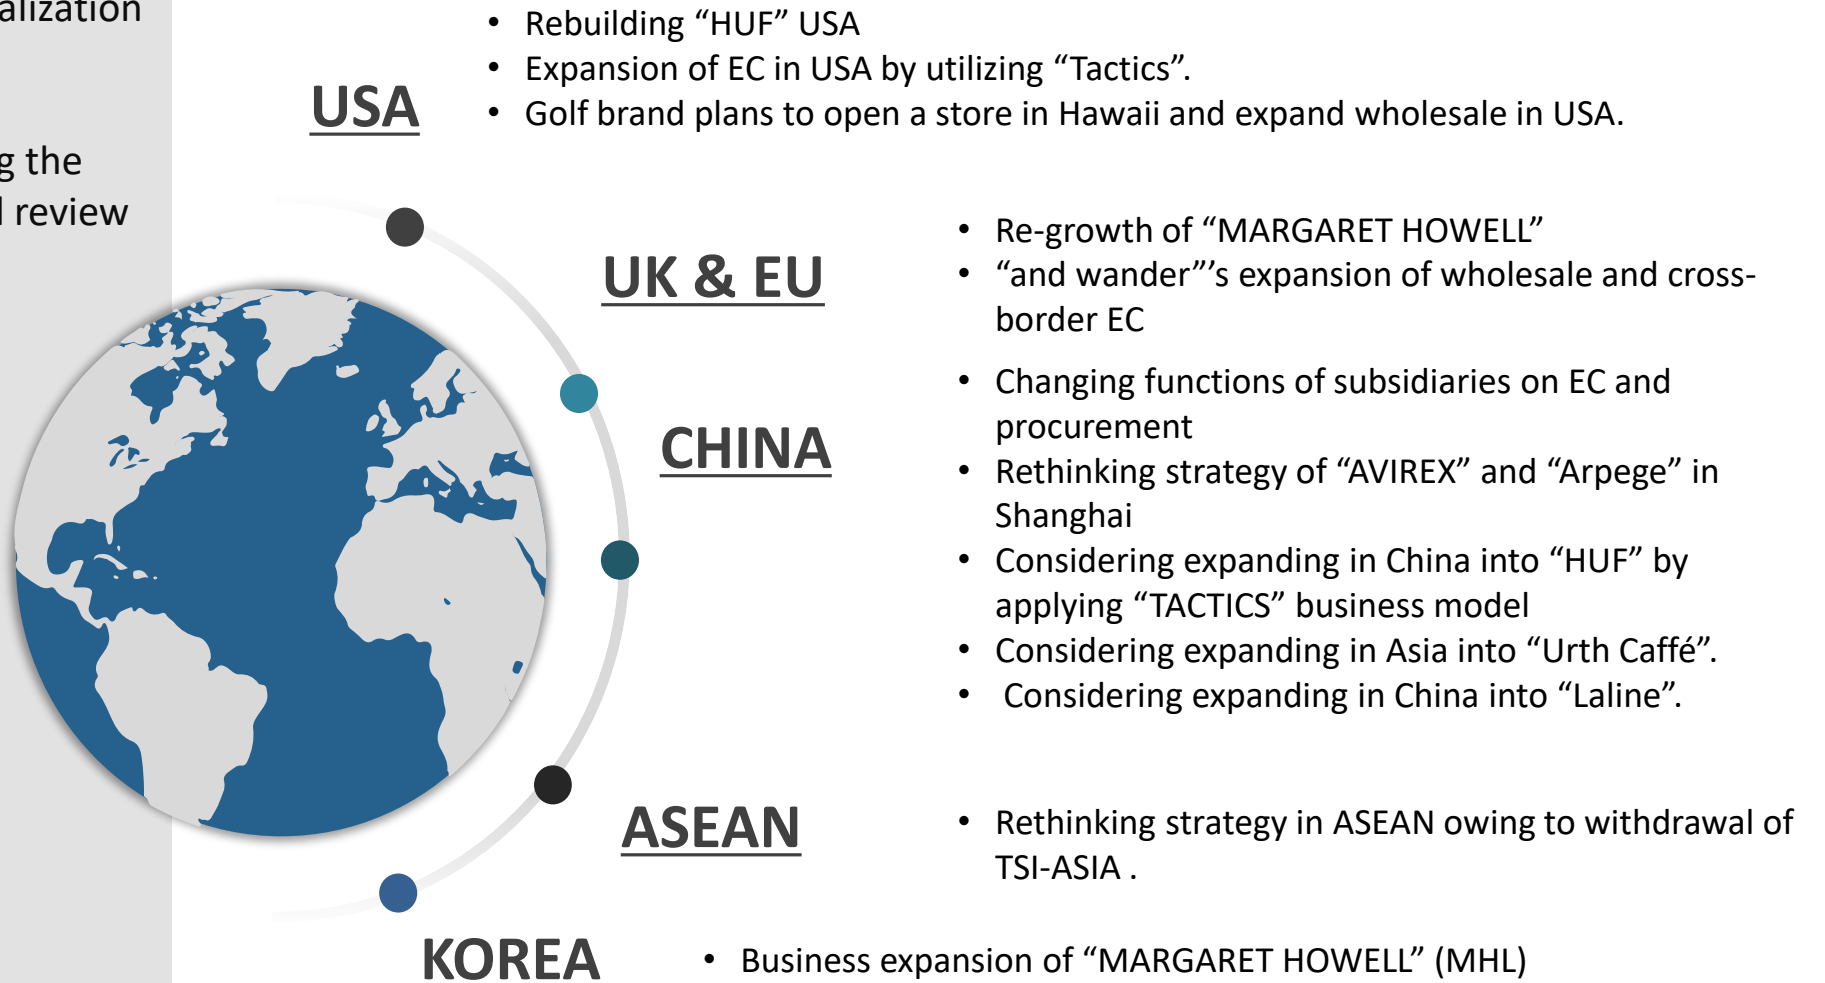 alization
g the
review
USA
• Rebuilding “HUF” USA
• Expansion of EC in USA by utilizing “Tactics”.
• Golf brand plans to open a store in Hawaii and expand wholesale in USA.
UK & EU
• Re-growth of “MARGARET HOWELL”
• “and wander”’s expansion of wholesale and cross-
border EC
CHINA
• Changing functions of subsidiaries on EC and
procurement
• Rethinking strategy of “AVIREX” and “Arpege” in
Shanghai
• Considering expanding in China into “HUF” by
applying “TACTICS” business model
• Considering expanding in Asia into “Urth Caffé”.
• Considering expanding in China into “Laline”.
ASEAN
• Rethinking strategy in ASEAN owing to withdrawal of
TSI-ASIA .
KOREA
• Business expansion of “MARGARET HOWELL” (MHL)